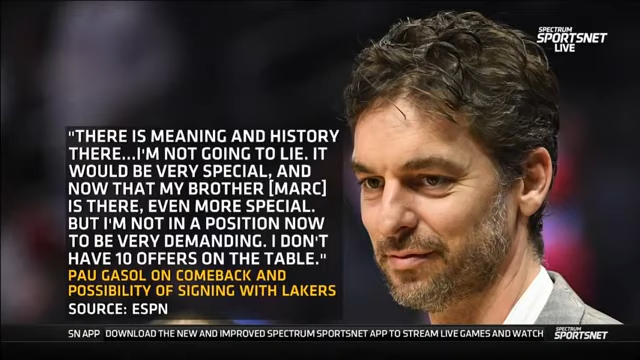 SPECTRUM
SPORTSNET
LIVE
"THERE IS MEANING AND HISTORY
THERE...I'M NOT GOING TO LIE. IT
WOULD BE VERY SPECIAL, AND
NOW THAT MY BROTHER [MARC]
IS THERE, EVEN MORE SPECIAL.
BUT I'M NOT IN A POSITION NOW
TO BE VERY DEMANDING. I DON'T
HAVE 10 OFFERS ON THE TABLE."
PAU GASOL ON COMEBACK AND
POSSIBILITY OF SIGNING WITH LAKERS
SOURCE: ESPN
SN APP DOWNLOAD THE NEW AND IMPROVED SPECTRUM SPORTSNET APP TO STREAM LIVE GAMES AND WATCH
SPECTRUM
SPORTSNET